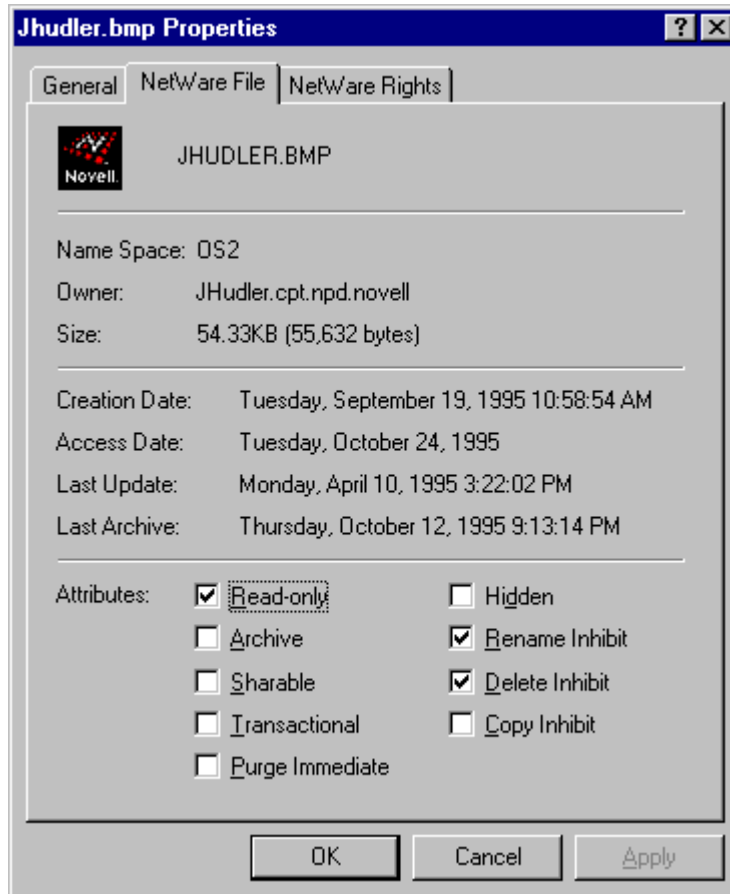 Jhudler.bmp Properties
General NetWare File NetWare Rights
Novell.
JHUDLER.BMP
Name Space: OS2
Owner: JHudler.cpt.npd.novell
Size: 54.33KB (55,632 bytes)
Creation Date: Tuesday, September 19, 1995 10:58:54 AM
Access Date: Tuesday, October 24, 1995
Last Update: Monday, April 10, 1995 3:22:02 PM
Last Archive: Thursday, October 12, 1995 9:13:14 PM
Attributes: Read-only Hidden
Archive Rename Inhibit
Sharable Delete Inhibit
Transactional Copy Inhibit
Purge Immediate
OK Cancel Apply